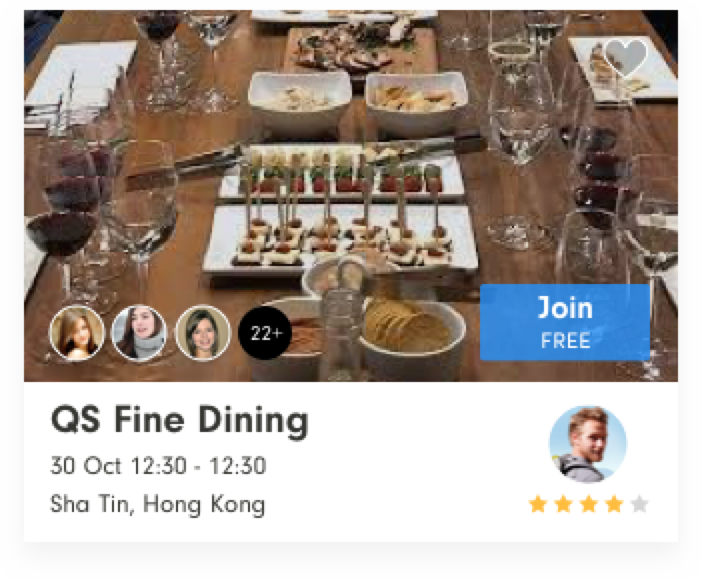 22+
Join
FREE
QS Fine Dining
30 Oct 12:30 - 12:30
Sha Tin, Hong Kong